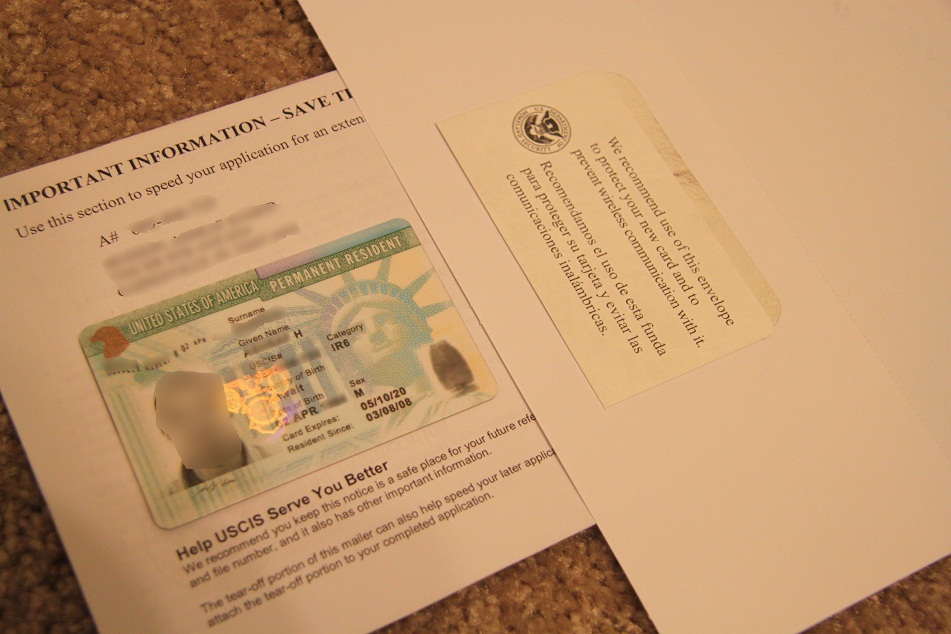 IMPORTANT INFORMATION – SAVE
Use this section to speed your application for an
A#
UNITED STATES OF AMERICA
PERMANENT RESIDENT
Surname
Given Name
H
USCIS#
Category
IR6
of Birth
of Birth
Sex
APR
M
Card Expires: 05/10/20
Resident Since: 03/08/08
Help USCIS Serve You Better
We recommend you keep this notice is a safe place for your future
and file number, and it also has other important information.
The tear-off portion of this mailer can also help speed your later
attach the tear-off portion to your completed application.
We recommend use of this envelope
to protect your new card and to
prevent wireless communication with it.
Recomendamos el uso de esta funda
para proteger su tarjeta y evitar las
comunicaciones inalámbricas.